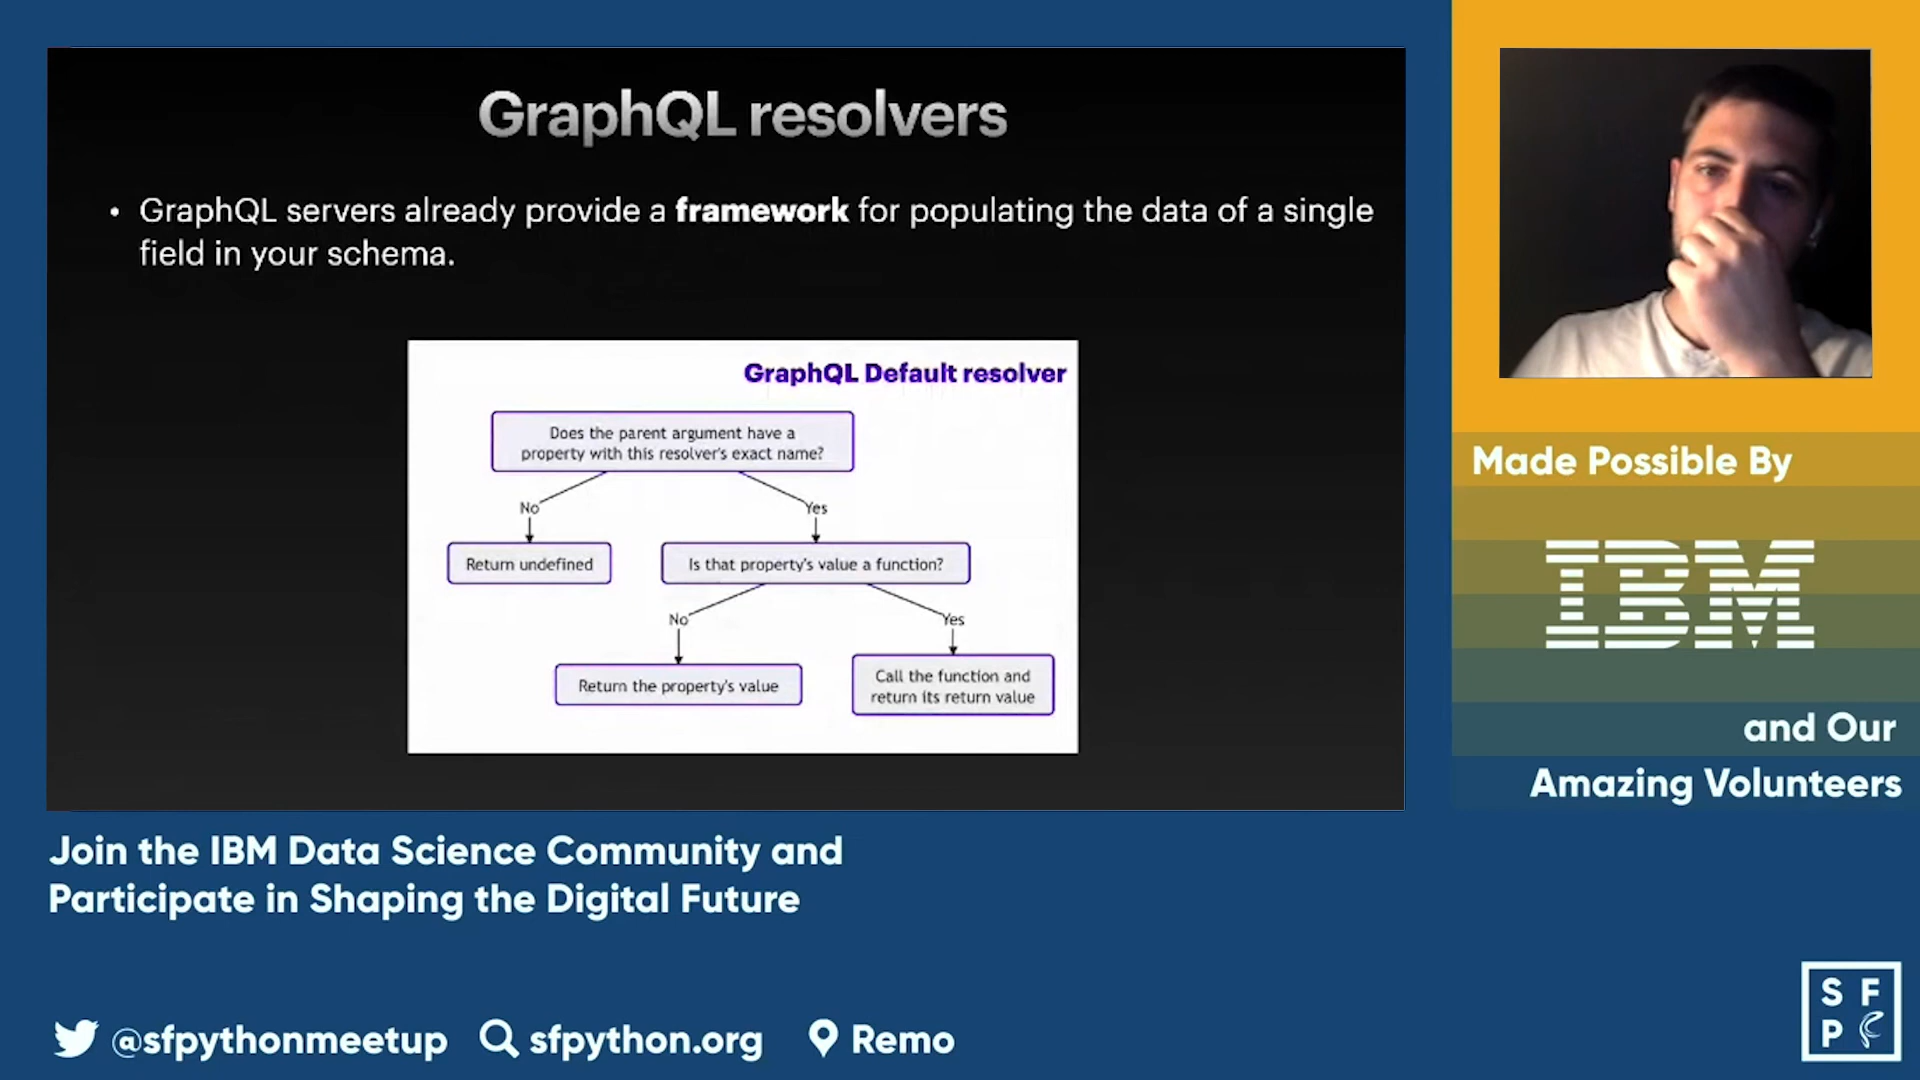 GraphQL resolvers
• GraphQL servers already provide a framework for populating the data of a single
field in your schema.
GraphQL Default resolver
Does the parent argument have a
property with this resolver's exact name?
No
Yes
Return undefined
Is that property's value a function?
No
Yes
Return the property's value
Call the function and
return its return value
Made Possible By
IBM
and Our
Amazing Volunteers
Join the IBM Data Science Community and
Participate in Shaping the Digital Future
@sfpythonmeetup
sfpython.org
Remo
S F
P